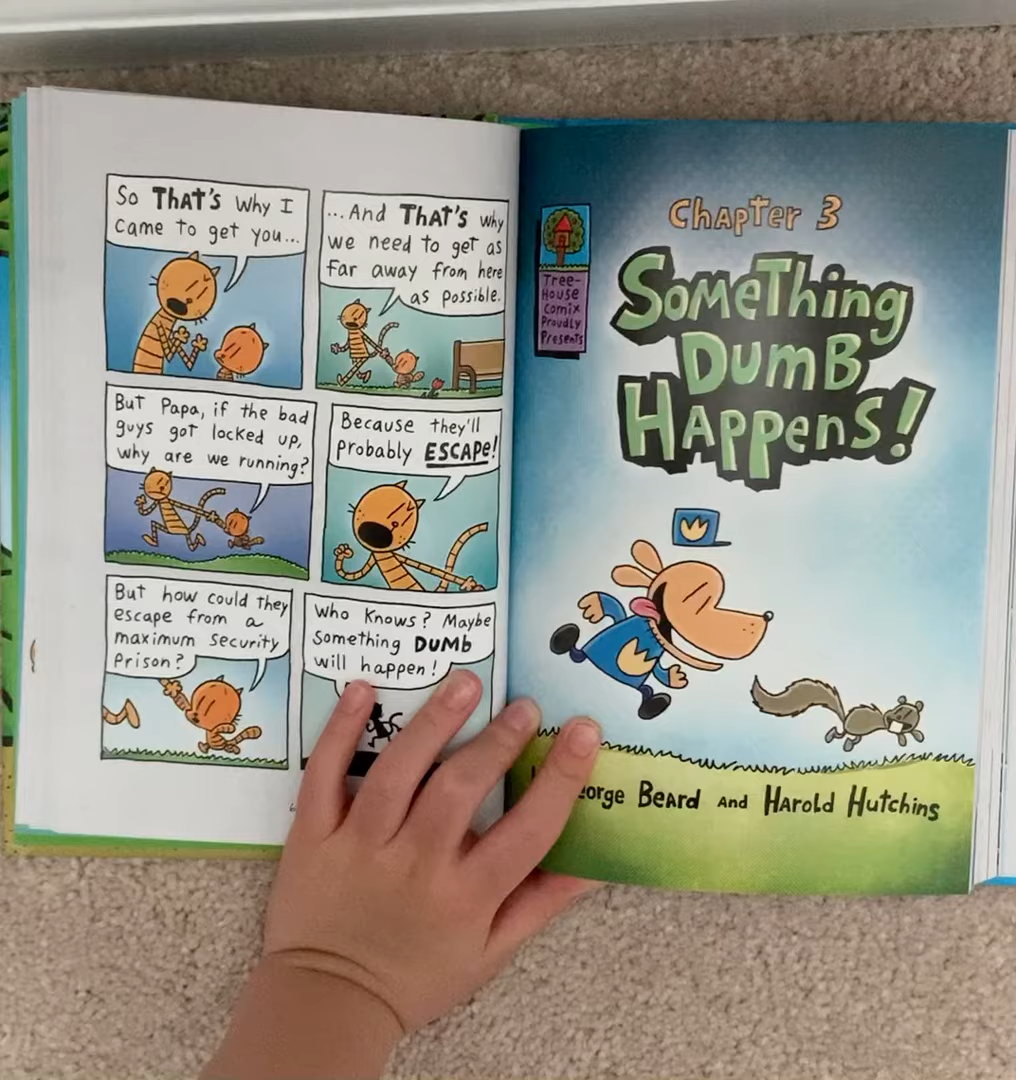 So THAT'S why I
came to get you...
...And THAT'S why
we need to get as
far away from here
as possible.
But Papa, if the bad
guys got locked up,
why are we running?
Because they'll
probably ESCAPE!
But how could they
escape from a
maximum security
prison?
Who knows? Maybe
something DUMB
will happen!
Chapter 3
Something
Dumb
Happens!
Tree-
House
Comix
Proudly
Presents
eorge Beard and Harold Hutchins